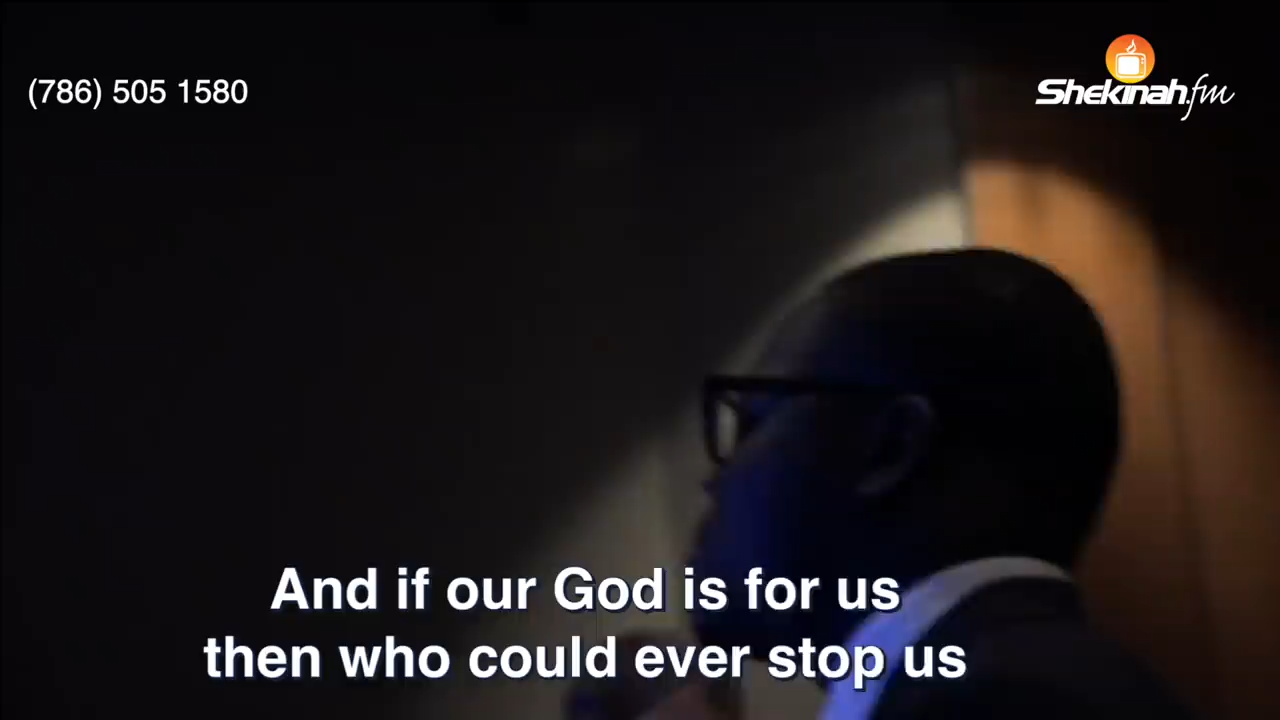 (786) 505 1580
Shekinah.fm
And if our God is for us
then who could ever stop us